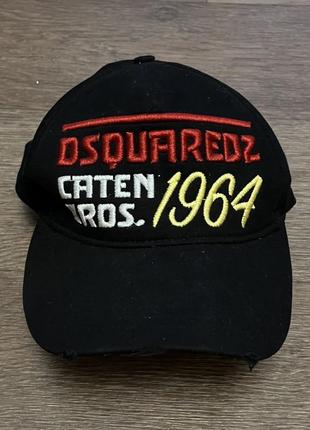 DSQUARED2
CATEN
BROS. 1964